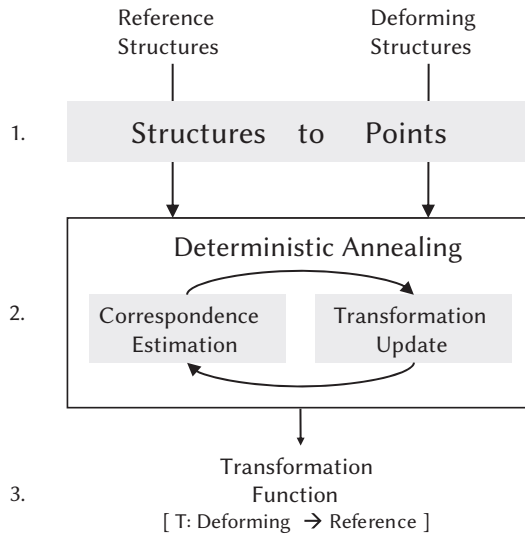 Reference
Structures
Deforming
Structures
1.
Structures to Points
Deterministic Annealing
2.
Correspondence
Estimation
Transformation
Update
Transformation
3.
Function
[ T: Deforming → Reference ]